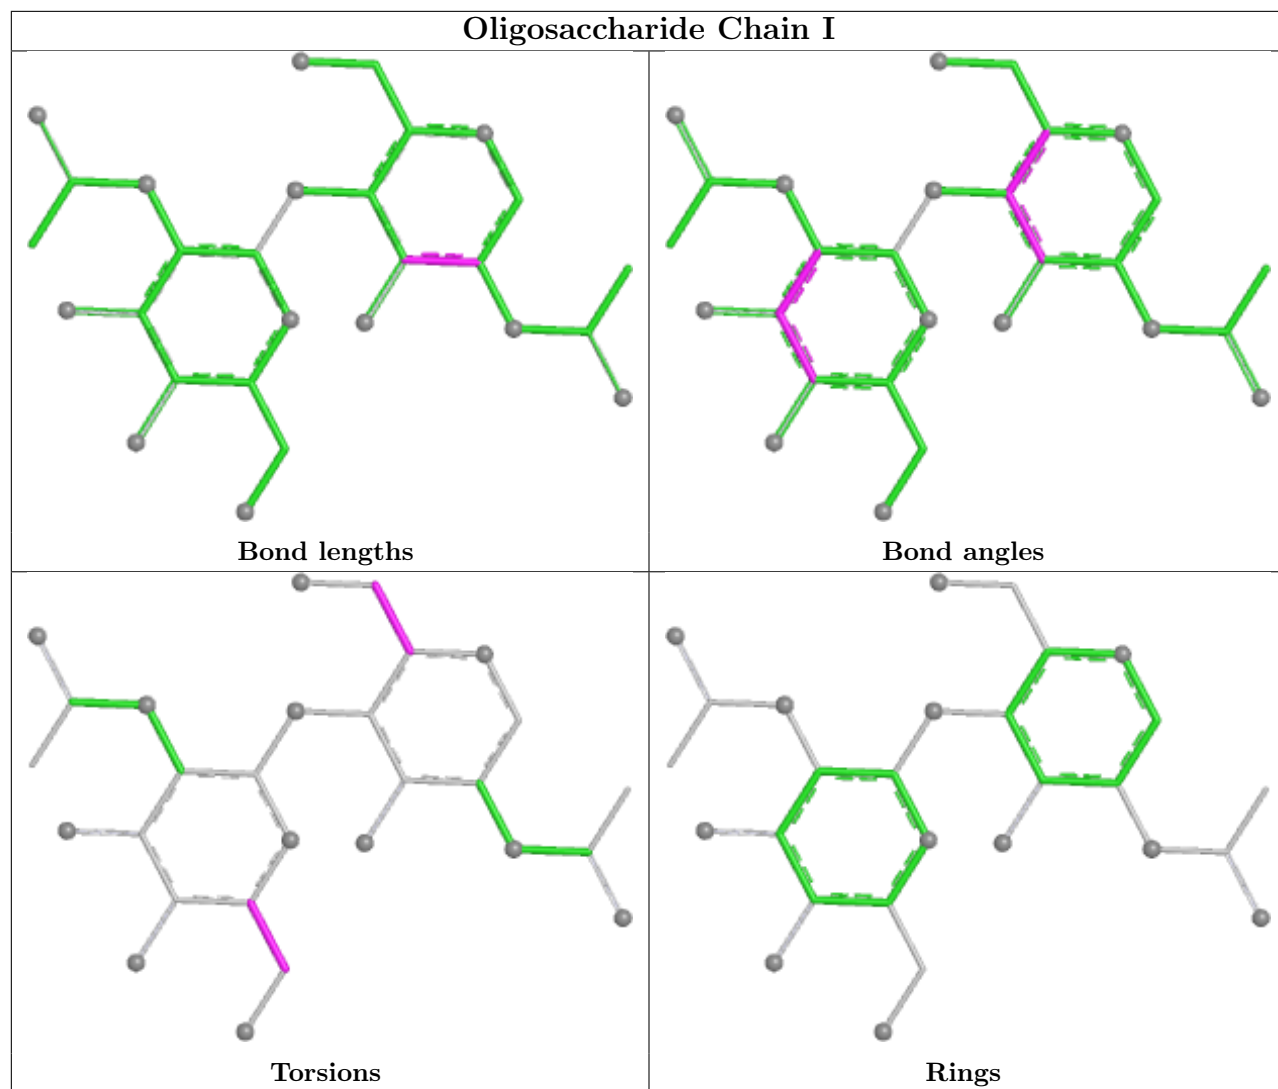 Oligosaccharide Chain I
Bond lengths
Bond angles
Torsions
Rings